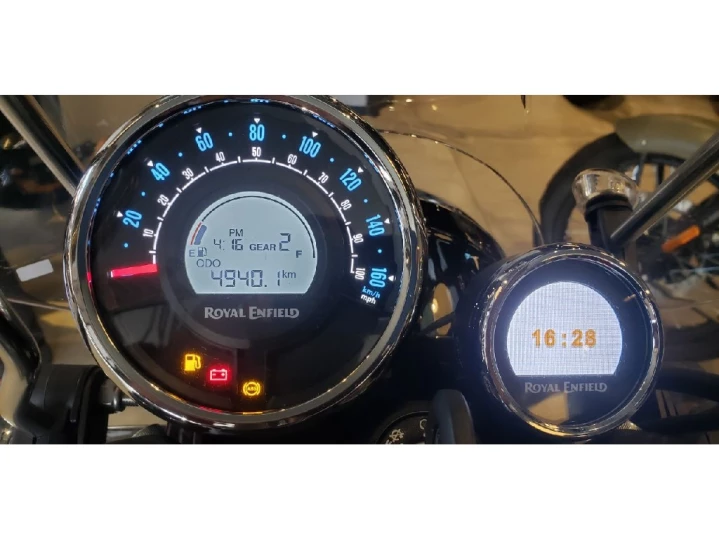 20 40 60 80 100 120 140 160
km/h
mph
10 20 30 40 50 60 70 80 90 100
PM
4:16 GEAR 2
E F
ODO
4940.1 km
ROYAL ENFIELD
ABS
16:28
ROYAL ENFIELD